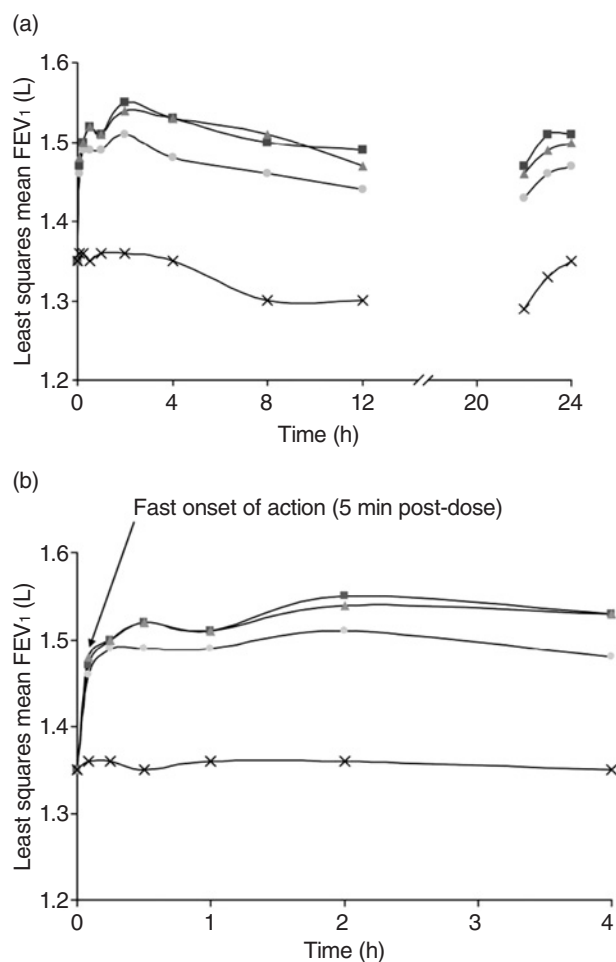 (a)
1.6
1.5
1.4
1.3
1.2
Least squares mean FEV₁ (L)
0 4 8 12 20 24
Time (h)
(b)
Fast onset of action (5 min post-dose)
1.6
1.5
1.4
1.3
1.2
Least squares mean FEV₁ (L)
0 1 2 3 4
Time (h)